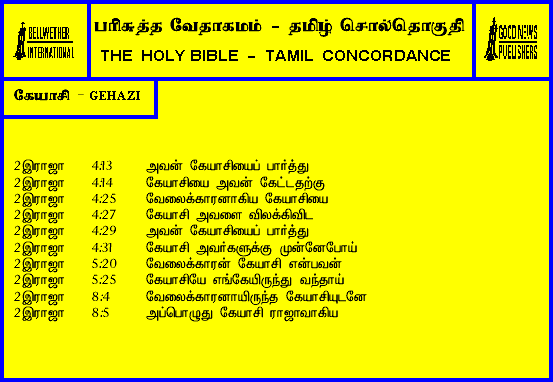 BELLWETHER
INTERNATIONAL
பரிசுத்த வேதாகமம் - தமிழ் சொல்தொகுதி
THE HOLY BIBLE - TAMIL CONCORDANCE
GOOD NEWS
PUBLISHERS
கேயாசி - GEHAZI
2இராஜா 4:13 அவன் கேயாசியைப் பார்த்து
2இராஜா 4:14 கேயாசியை அவன் கேட்டதற்கு
2இராஜா 4:25 வேலைக்காரனாகிய கேயாசியை
2இராஜா 4:27 கேயாசி அவளை விலக்கிவிட
2இராஜா 4:29 அவன் கேயாசியைப் பார்த்து
2இராஜா 4:31 கேயாசி அவர்களுக்கு முன்னேபோய்
2இராஜா 5:20 வேலைக்காரன் கேயாசி என்பவன்
2இராஜா 5:25 கேயாசியே எங்கேயிருந்து வந்தாய்
2இராஜா 8:4 வேலைக்காரனாயிருந்த கேயாசியுடனே
2இராஜா 8:5 அப்பொழுது கேயாசி ராஜாவாகிய